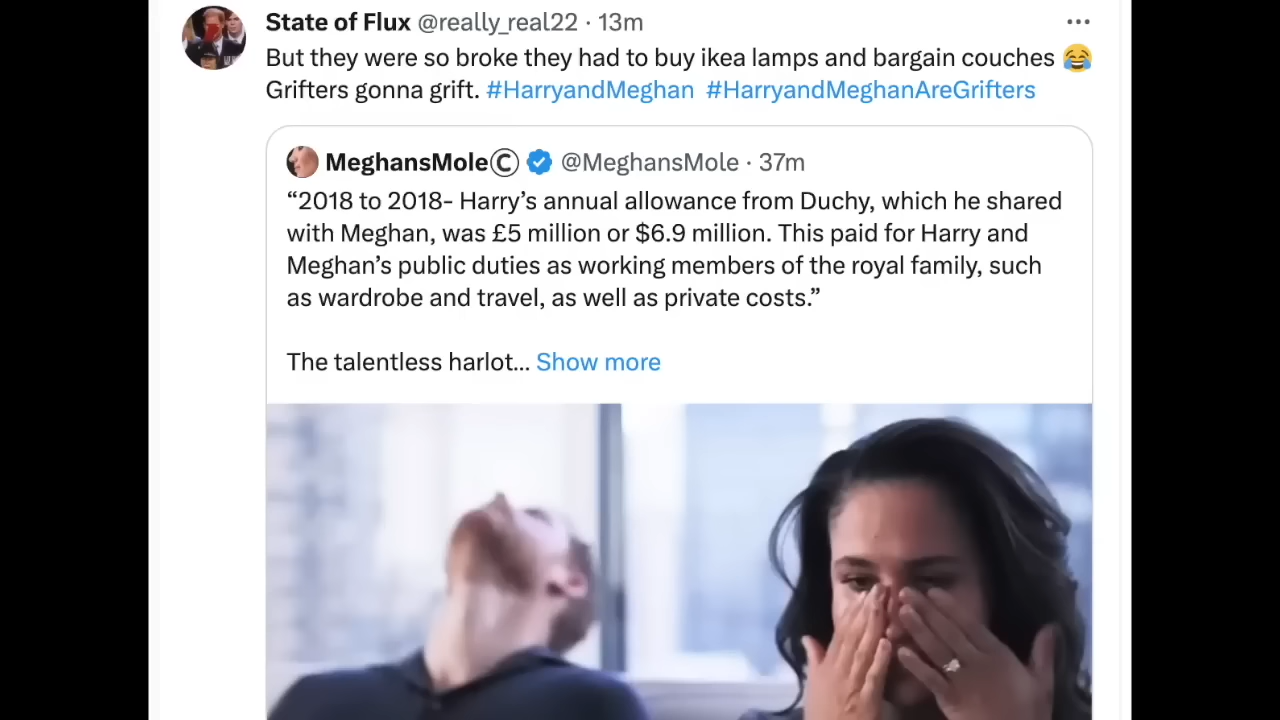 State of Flux @really_real22 · 13m
But they were so broke they had to buy ikea lamps and bargain couches 😂
Grifters gonna grift. #HarryandMeghan #HarryandMeghanAreGrifters
MeghansMole© @MeghansMole · 37m
“2018 to 2018- Harry’s annual allowance from Duchy, which he shared
with Meghan, was £5 million or $6.9 million. This paid for Harry and
Meghan’s public duties as working members of the royal family, such
as wardrobe and travel, as well as private costs.”
The talentless harlot... Show more